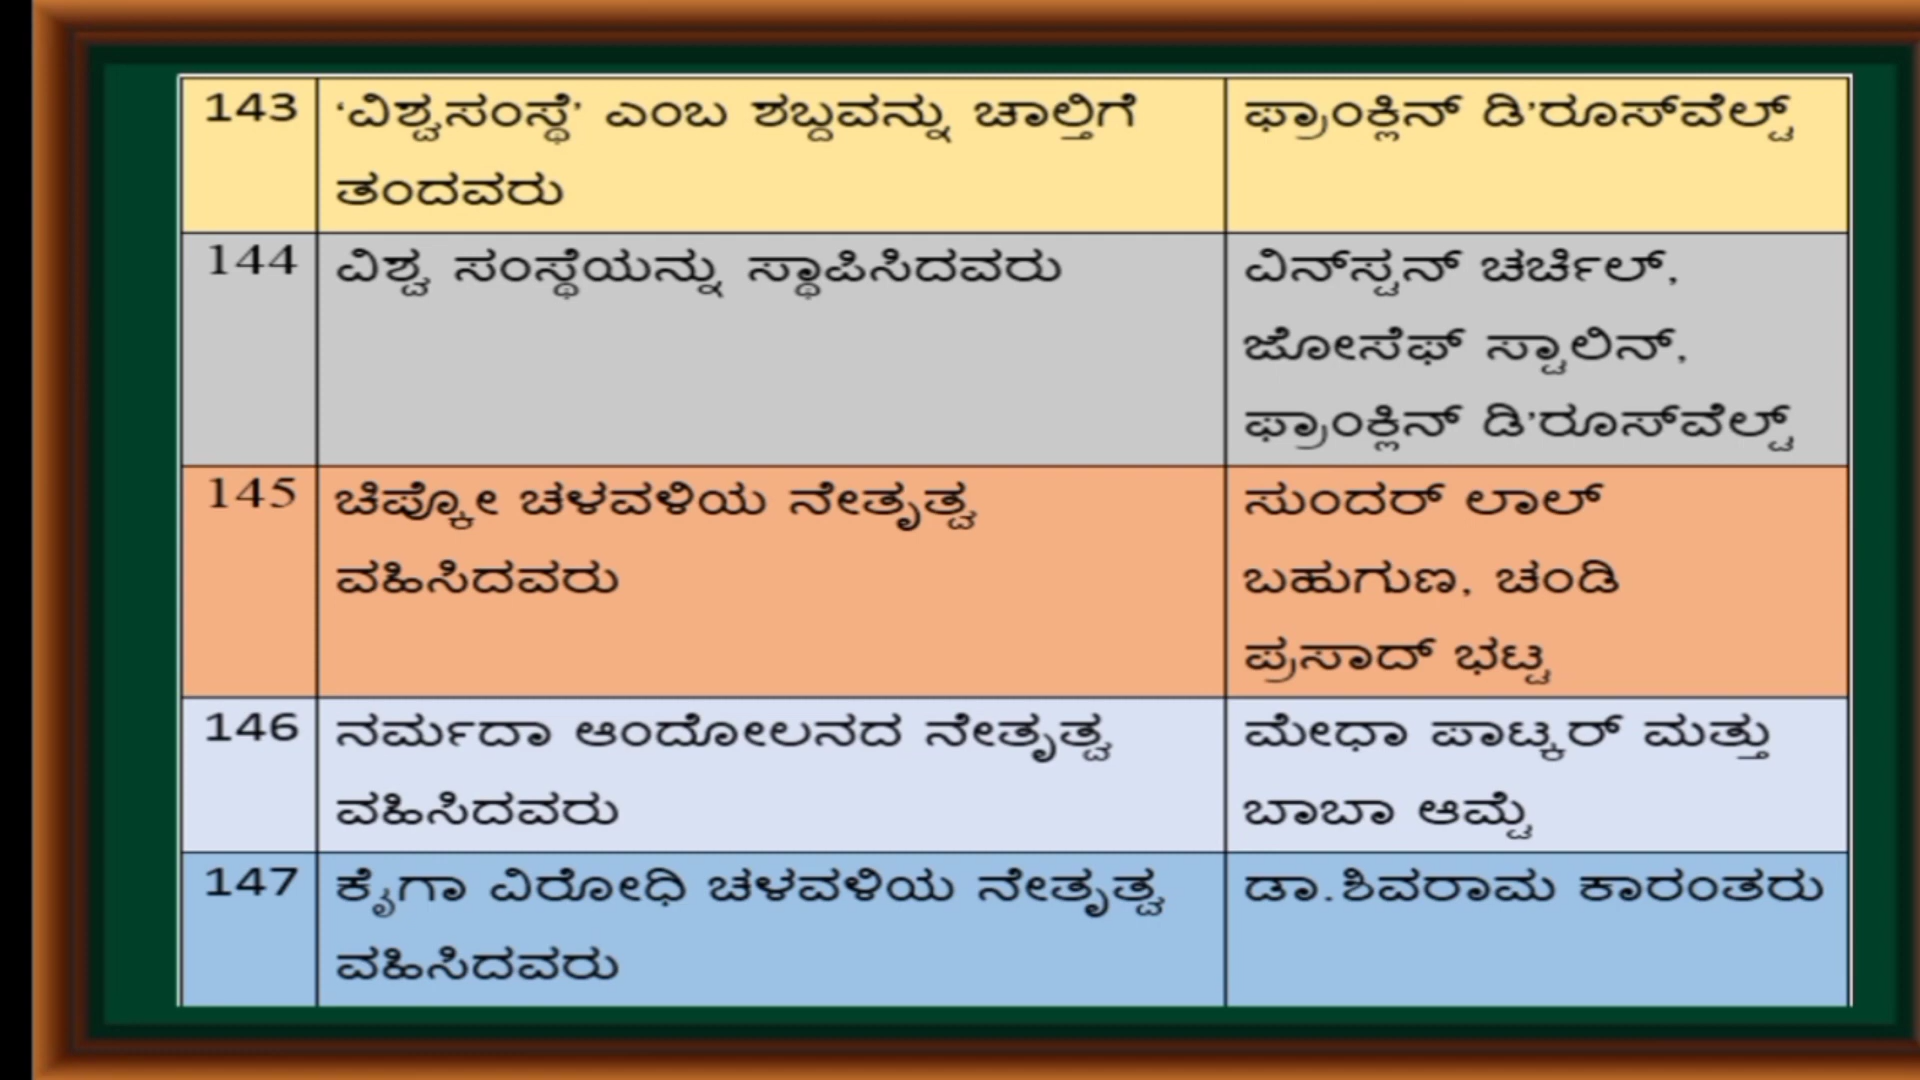 143 ‘ವಿಶ್ವಸಂಸ್ಥೆ’ ಎಂಬ ಶಬ್ದವನ್ನು ಚಾಲ್ತಿಗೆ ಫ್ರಾಂಕ್ಲಿನ್ ಡಿ’ರೂಸ್‌ವೆಲ್ಟ್
ತಂದವರು
144 ವಿಶ್ವ ಸಂಸ್ಥೆಯನ್ನು ಸ್ಥಾಪಿಸಿದವರು ವಿನ್‌ಸ್ಟನ್ ಚರ್ಚಿಲ್,
ಜೋಸೆಫ್ ಸ್ಟಾಲಿನ್,
ಫ್ರಾಂಕ್ಲಿನ್ ಡಿ’ರೂಸ್‌ವೆಲ್ಟ್
145 ಚಿಪ್ಕೋ ಚಳವಳಿಯ ನೇತೃತ್ವ ಸುಂದರ್ ಲಾಲ್
ವಹಿಸಿದವರು ಬಹುಗುಣ, ಚಂಡಿ
ಪ್ರಸಾದ್ ಭಟ್ಟ
146 ನರ್ಮದಾ ಆಂದೋಲನದ ನೇತೃತ್ವ ಮೇಧಾ ಪಾಟ್ಕರ್ ಮತ್ತು
ವಹಿಸಿದವರು ಬಾಬಾ ಆಮ್ಟೆ
147 ಕೈಗಾ ವಿರೋಧಿ ಚಳವಳಿಯ ನೇತೃತ್ವ ಡಾ.ಶಿವರಾಮ ಕಾರಂತರು
ವಹಿಸಿದವರು